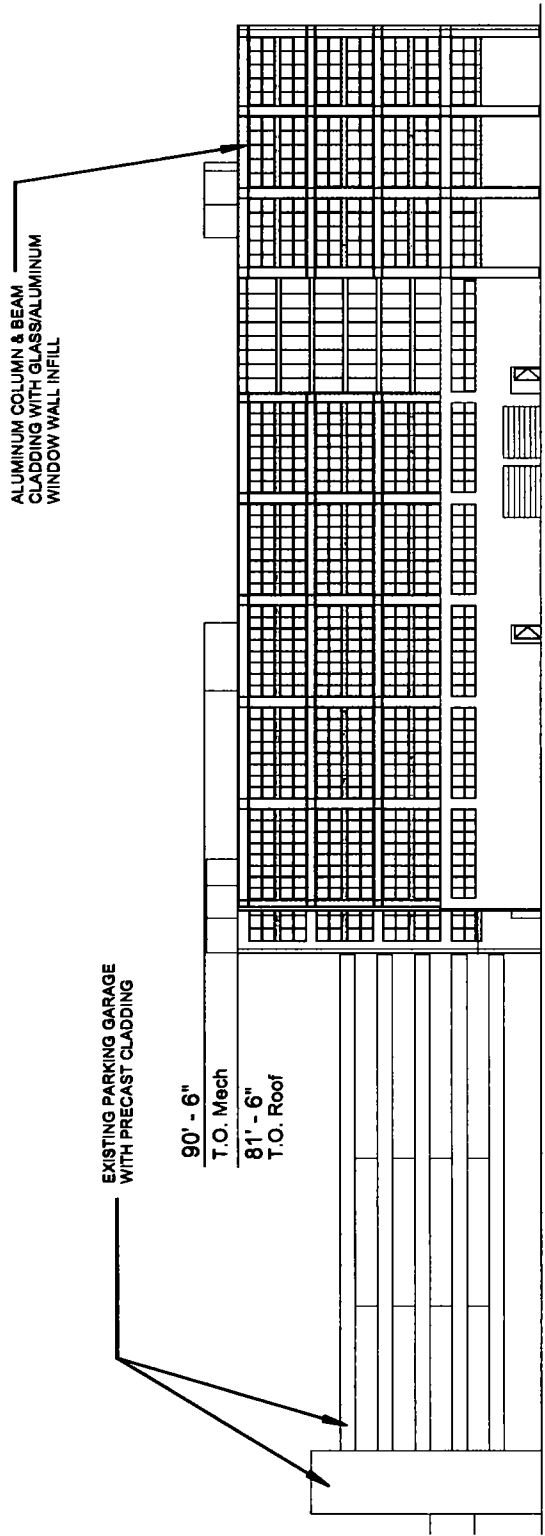 ALUMINUM COLUMN & BEAM
CLADDING WITH GLASS/ALUMINUM
WINDOW WALL INFILL
EXISTING PARKING GARAGE
WITH PRECAST CLADDING
90' - 6"
T.O. Mech
81' - 6"
T.O. Roof